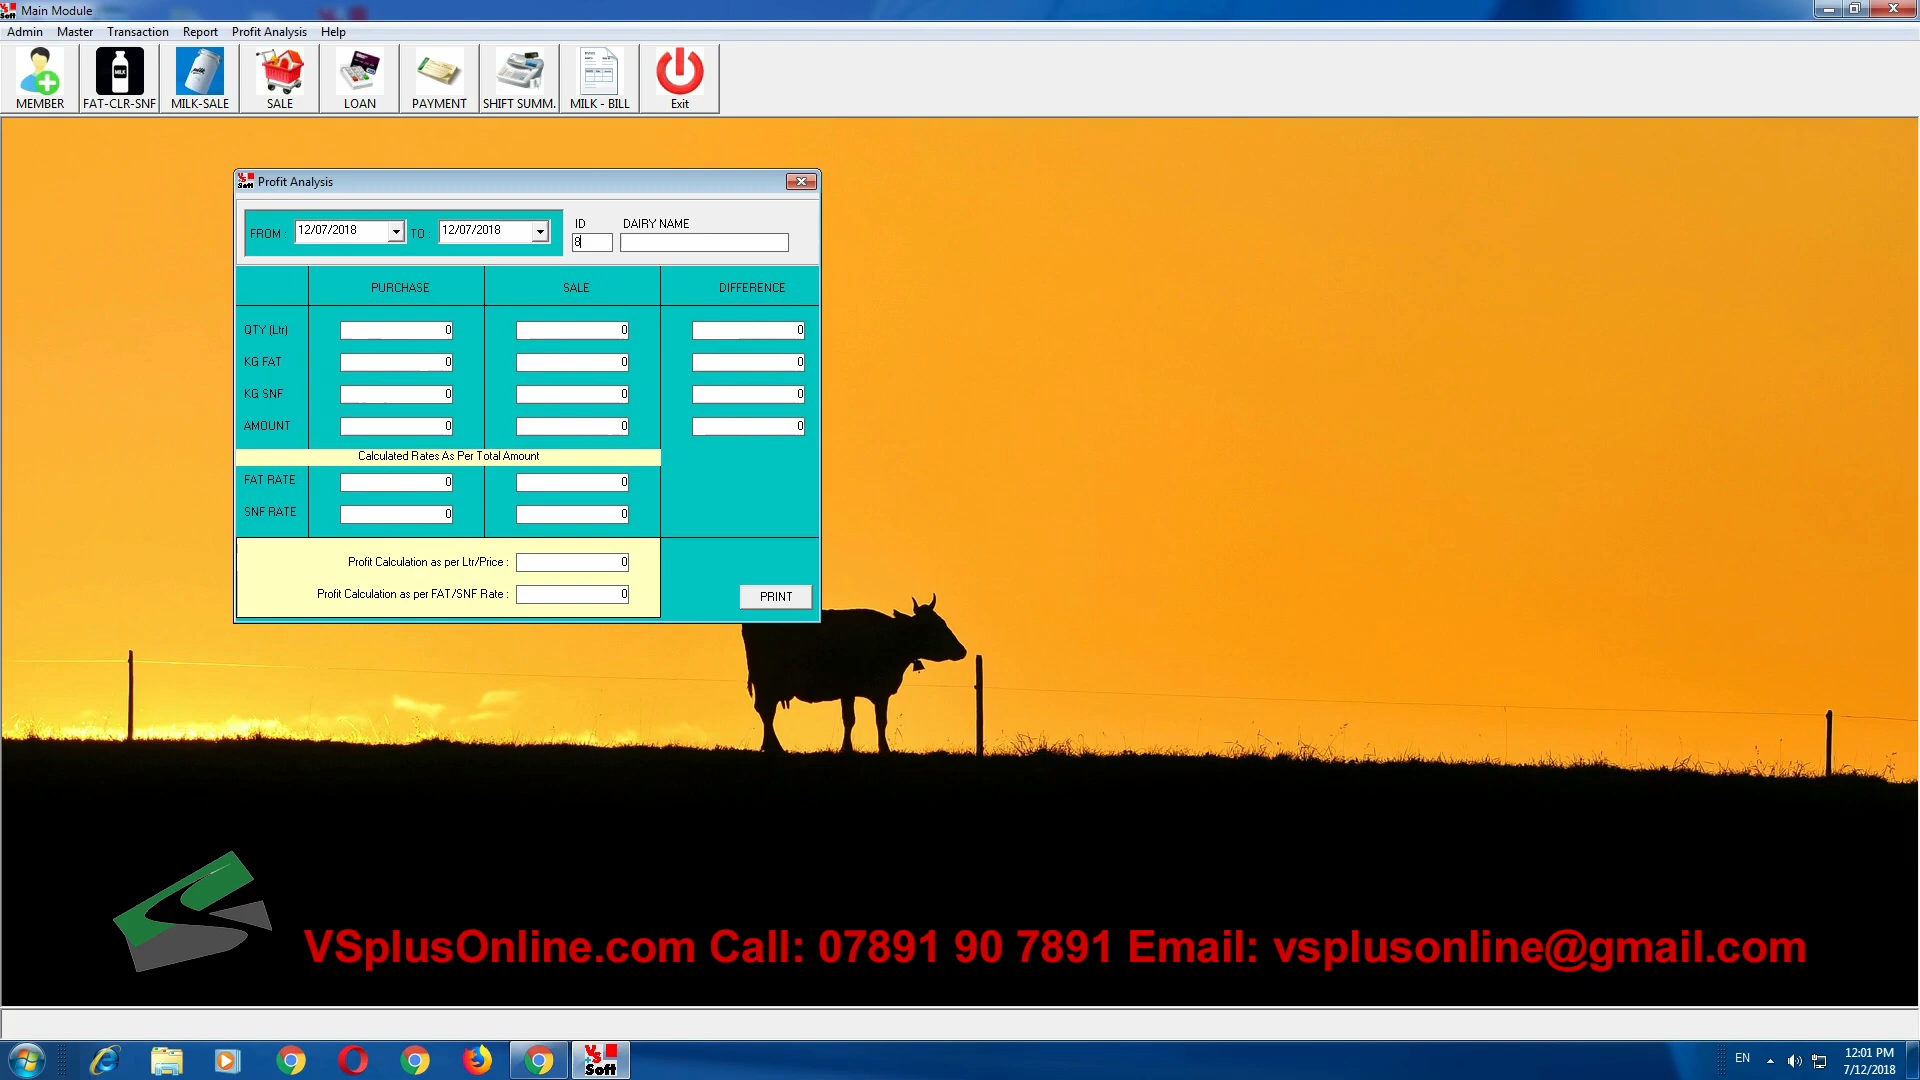 Main Module
Admin Master Transaction Report Profit Analysis Help
MEMBER FAT-CLR-SNF MILK-SALE SALE LOAN PAYMENT SHIFT SUMM. MILK - BILL Exit
Profit Analysis
FROM : 12/07/2018 TO : 12/07/2018
ID DAIRY NAME
8
PURCHASE SALE DIFFERENCE
QTY (Ltr) 0 0 0
KG FAT 0 0 0
KG SNF 0 0 0
AMOUNT 0 0 0
Calculated Rates As Per Total Amount
FAT RATE 0 0
SNF RATE 0 0
Profit Calculation as per Ltr/Price : 0
Profit Calculation as per FAT/SNF Rate : 0
PRINT
VSplusOnline.com Call: 07891 90 7891 Email: vsplusonline@gmail.com
VS Soft
EN
12:01 PM
7/12/2018